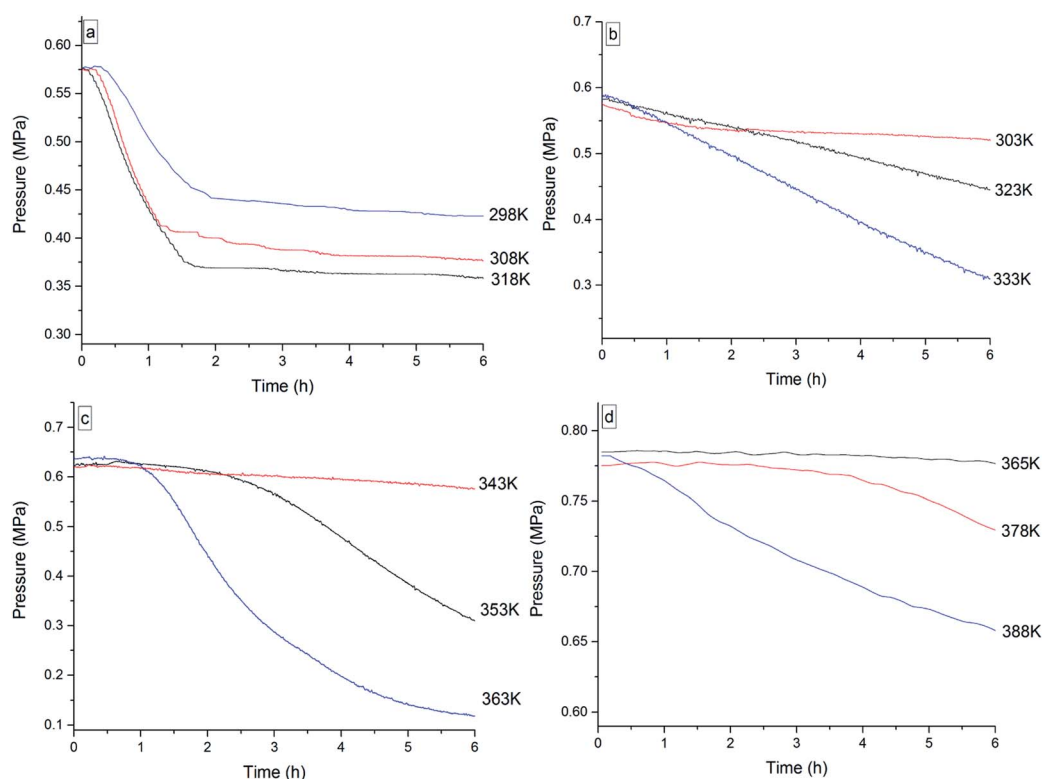 a
0.60
0.55
0.50
0.45
0.40
0.35
0.30
Pressure (MPa)
298K
308K
318K
0 1 2 3 4 5 6
Time (h)
b
0.7
0.6
0.5
0.4
0.3
Pressure (MPa)
303K
323K
333K
0 1 2 3 4 5 6
Time (h)
c
0.7
0.6
0.5
0.4
0.3
0.2
0.1
Pressure (MPa)
343K
353K
363K
0 1 2 3 4 5 6
Time (h)
d
0.80
0.75
0.70
0.65
0.60
Pressure (MPa)
365K
378K
388K
0 1 2 3 4 5 6
Time (h)